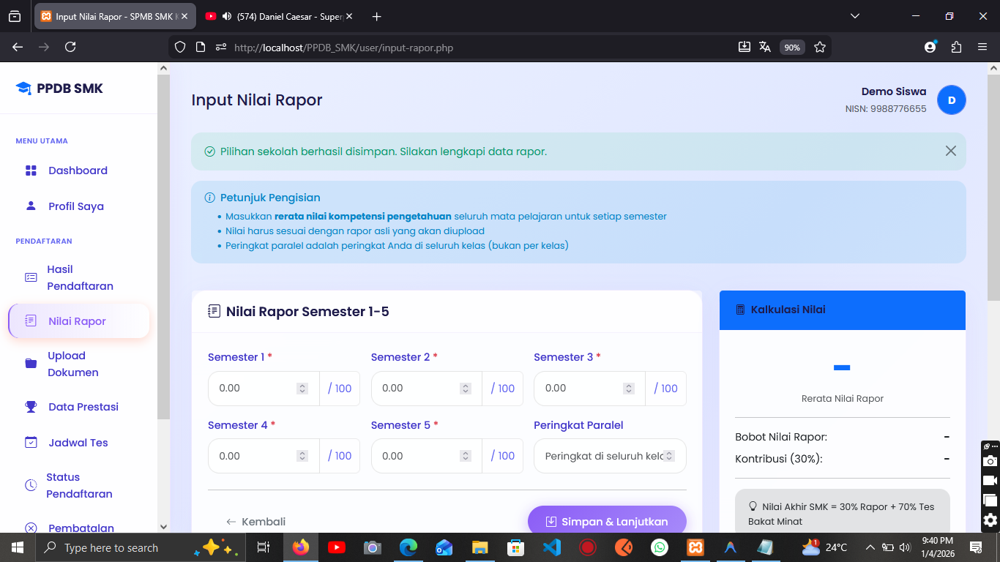 Input Nilai Rapor - SPMB SMK
(574) Daniel Caesar - Super
http://localhost/PPDB_SMK/user/input-rapor.php
90%
PPDB SMK
MENU UTAMA
Dashboard
Profil Saya
PENDAFTARAN
Hasil
Pendaftaran
Nilai Rapor
Upload
Dokumen
Data Prestasi
Jadwal Tes
Status
Pendaftaran
Pembatalan
Input Nilai Rapor
Demo Siswa
NISN: 9988776655
D
Pilihan sekolah berhasil disimpan. Silakan lengkapi data rapor.
Petunjuk Pengisian
• Masukkan rerata nilai kompetensi pengetahuan seluruh mata pelajaran untuk setiap semester
• Nilai harus sesuai dengan rapor asli yang akan diupload
• Peringkat paralel adalah peringkat Anda di seluruh kelas (bukan per kelas)
Nilai Rapor Semester 1-5
Semester 1 *
Semester 2 *
Semester 3 *
0.00 / 100
0.00 / 100
0.00 / 100
Semester 4 *
Semester 5 *
Peringkat Paralel
0.00 / 100
0.00 / 100
Peringkat di seluruh kela
← Kembali
Simpan & Lanjutkan
Kalkulasi Nilai
-
Rerata Nilai Rapor
Bobot Nilai Rapor: -
Kontribusi (30%): -
Nilai Akhir SMK = 30% Rapor + 70% Tes
Bakat Minat
Type here to search
1
24°C
9:40 PM
1/4/2026